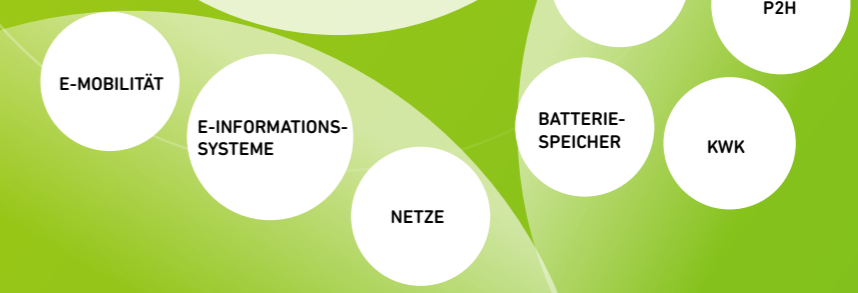 P2H
E-MOBILITÄT
E-INFORMATIONS-
SYSTEME
BATTERIE-
SPEICHER
KWK
NETZE